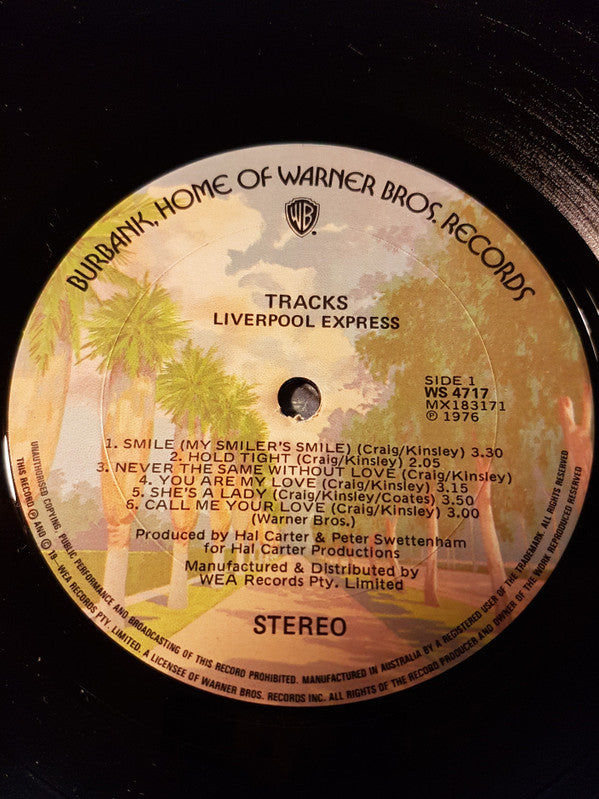 BURBANK, HOME OF WARNER BROS. RECORDS
WB
TRACKS
LIVERPOOL EXPRESS
SIDE 1
WS 4717
MX183171
℗ 1976
1. SMILE (MY SMILER'S SMILE) (Craig/Kinsley) 3.30
2. HOLD TIGHT (Craig/Kinsley) 2.05
3. NEVER THE SAME WITHOUT LOVE (Craig/Kinsley)
4. YOU ARE MY LOVE (Craig/Kinsley) 3.15
5. SHE'S A LADY (Craig/Kinsley/Coates) 3.50
6. CALL ME YOUR LOVE (Craig/Kinsley) 3.00
(Warner Bros.)
Produced by Hal Carter & Peter Swettenham
for Hal Carter Productions
Manufactured & Distributed by
WEA Records Pty. Limited
STEREO
UNAUTHORISED COPYING, PUBLIC PERFORMANCE AND BROADCASTING OF THIS RECORD PROHIBITED. MANUFACTURED IN AUSTRALIA BY A REGISTERED USER OF THE TRADEMARK. ALL RIGHTS RESERVED
THIS RECORD ℗ AND © 19- WEA RECORDS PTY. LIMITED, A LICENSEE OF WARNER BROS. RECORDS INC. ALL RIGHTS OF THE RECORD PRODUCER AND OWNER OF THE WORK REPRODUCED RESERVED